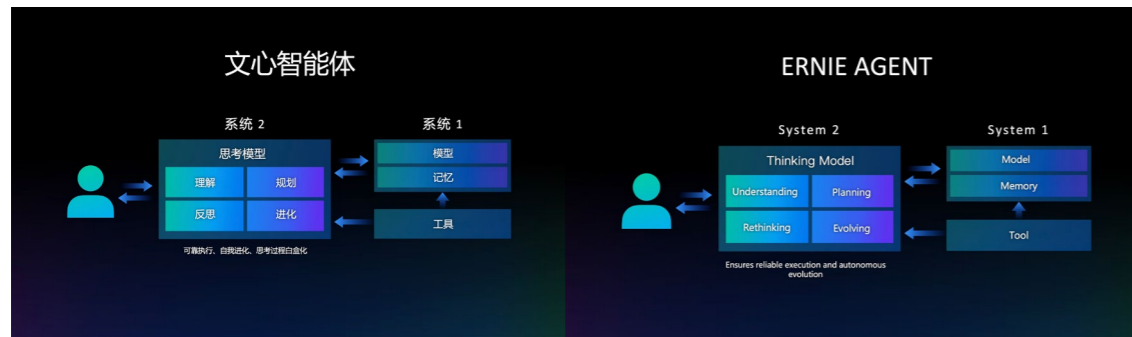 文心智能体
系统 2
系统 1
思考模型
理解
规划
反思
进化
模型
记忆
工具
可靠执行、自我进化、思考过程白盒化
ERNIE AGENT
System 2
System 1
Thinking Model
Understanding
Planning
Rethinking
Evolving
Model
Memory
Tool
Ensures reliable execution and autonomous
evolution